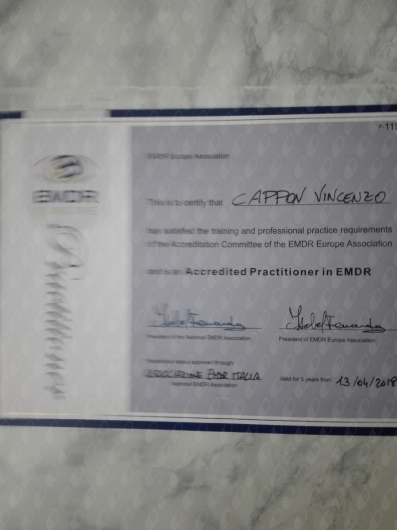 EMDR
Practitioner
EMDR Europe Association
This is to certify that CAPPON VINCENZO
has satisfied the training and professional practice requirements
of the Accreditation Committee of the EMDR Europe Association
and is an Accredited Practitioner in EMDR
President of the National EMDR Association
President of EMDR Europe Association
through
ASSOCIAZIONE EMDR ITALIA
National EMDR Association
Valid for 5 years from 13/04/2018